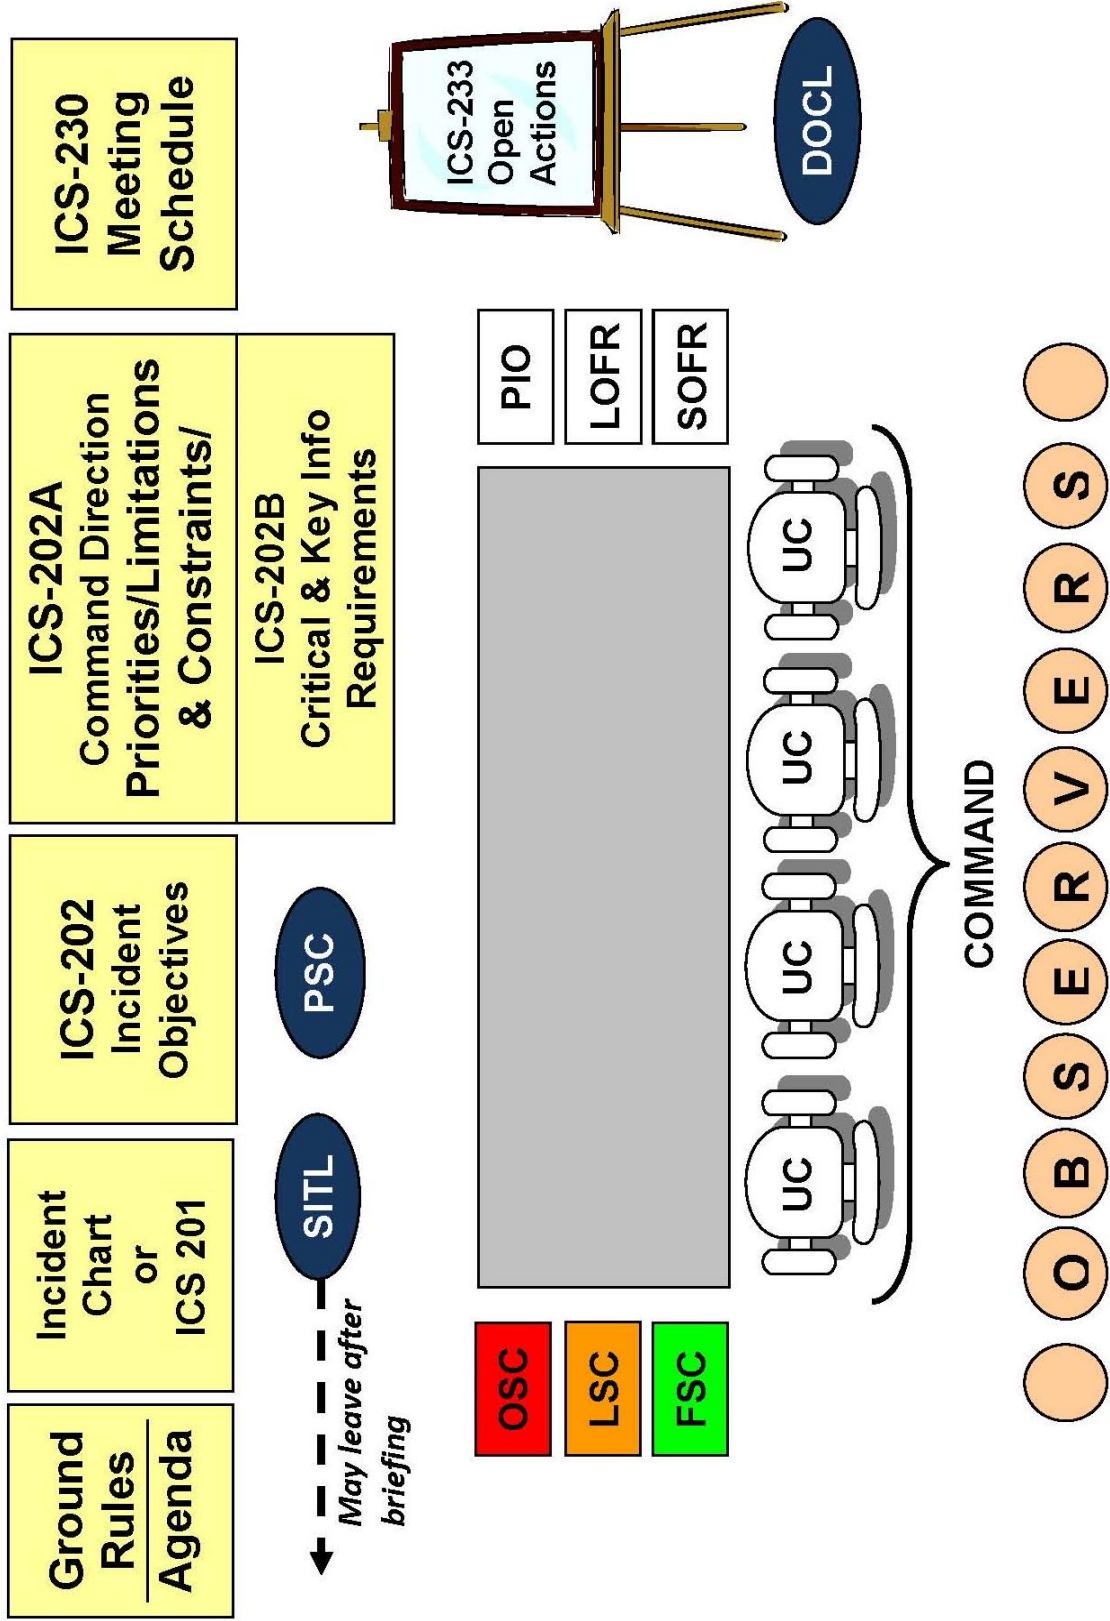 Ground
Rules
Agenda
Incident
Chart
or
ICS 201
ICS-202
Incident
Objectives
ICS-202A
Command Direction
Priorities/Limitations
& Constraints/
ICS-202B
Critical & Key Info
Requirements
ICS-230
Meeting
Schedule
SITL
PSC
May leave after
briefing
ICS-233
Open
Actions
DOCL
OSC
LSC
FSC
PIO
LOFR
SOFR
UC UC UC UC
COMMAND
O B S E R V E R S